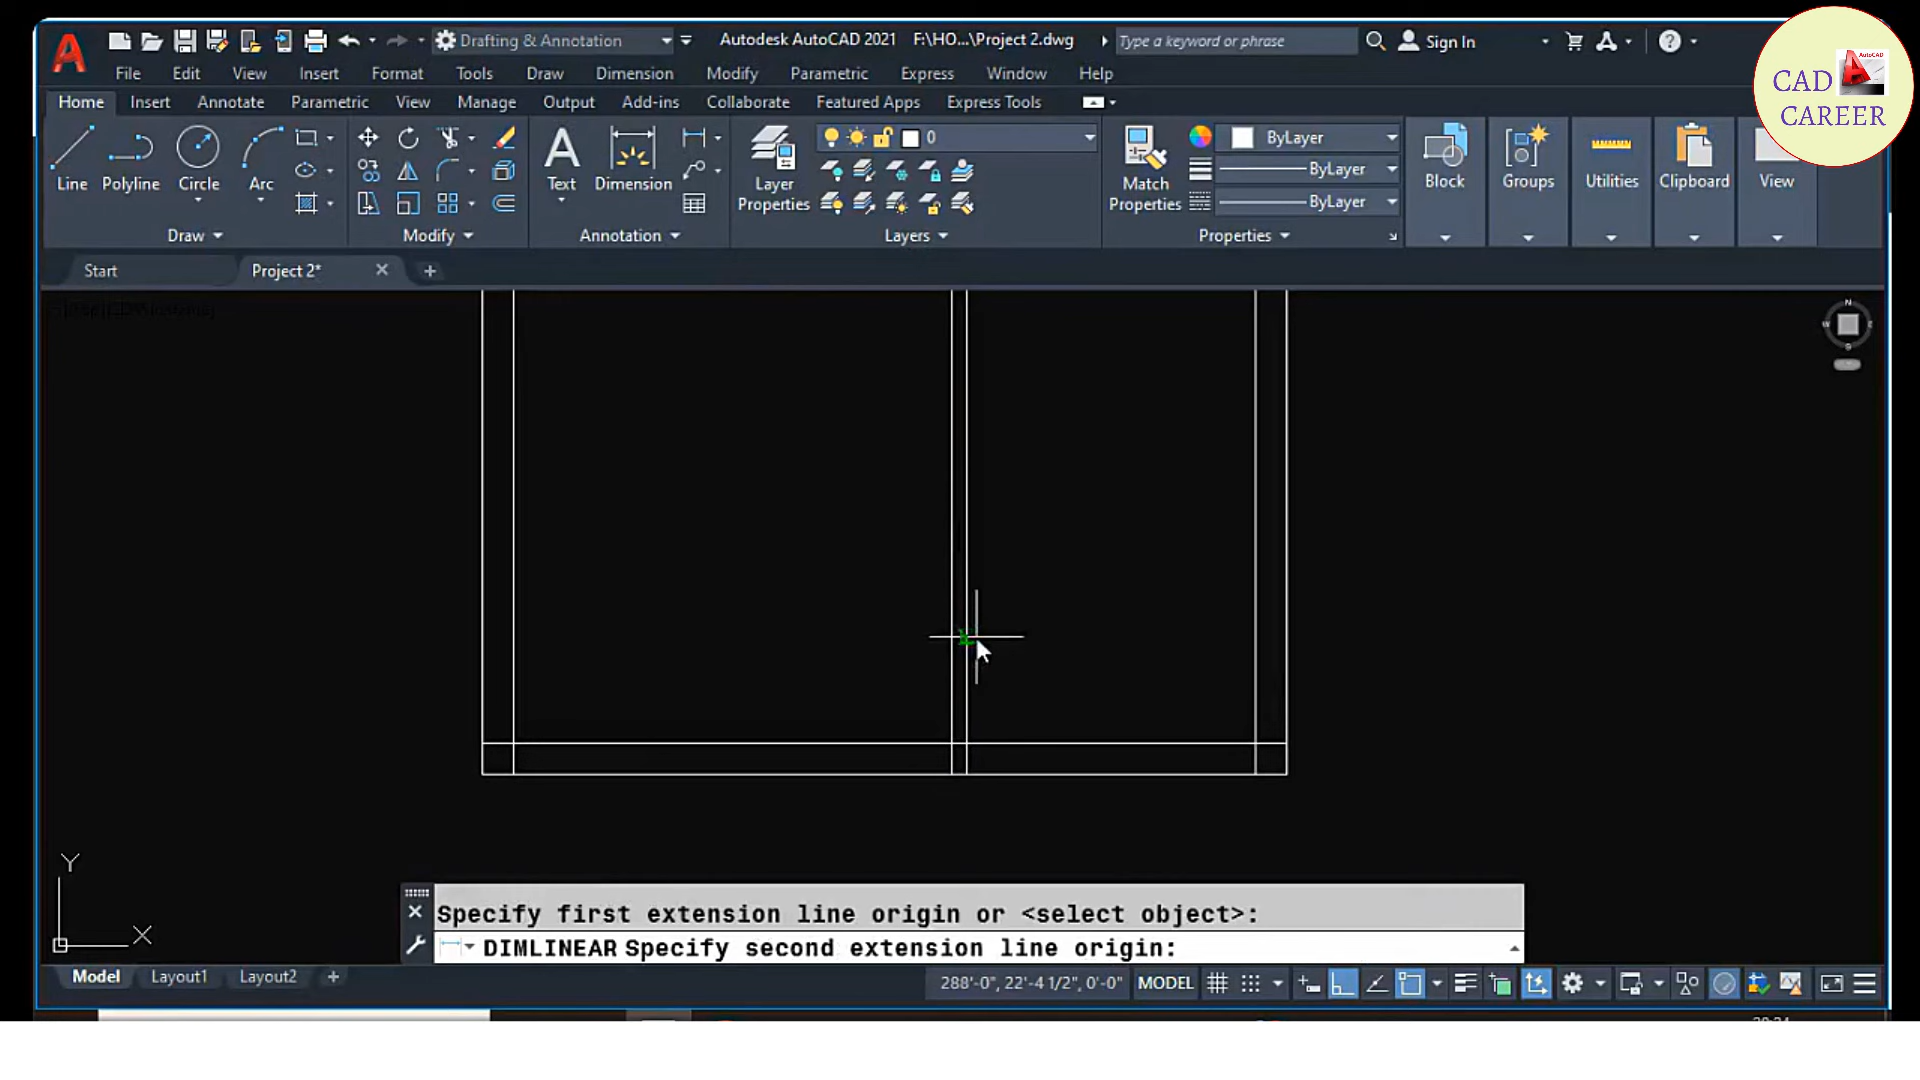 Drafting & Annotation
Autodesk AutoCAD 2021 F:\HO...\Project 2.dwg
Type a keyword or phrase
Sign In
File Edit View Insert Format Tools Draw Dimension Modify Parametric Express Window Help
Home Insert Annotate Parametric View Manage Output Add-ins Collaborate Featured Apps Express Tools
AutoCAD
CAD
CAREER
0
ByLayer
ByLayer
ByLayer
Line Polyline Circle Arc
Text Dimension
Layer
Properties
Match
Properties
Block Groups Utilities Clipboard View
Draw Modify Annotation Layers Properties
Start Project 2*
N
W
S
Y
X
Specify first extension line origin or <select object>:
DIMLINEAR Specify second extension line origin:
Model Layout1 Layout2
288'-0", 22'-4 1/2", 0'-0" MODEL